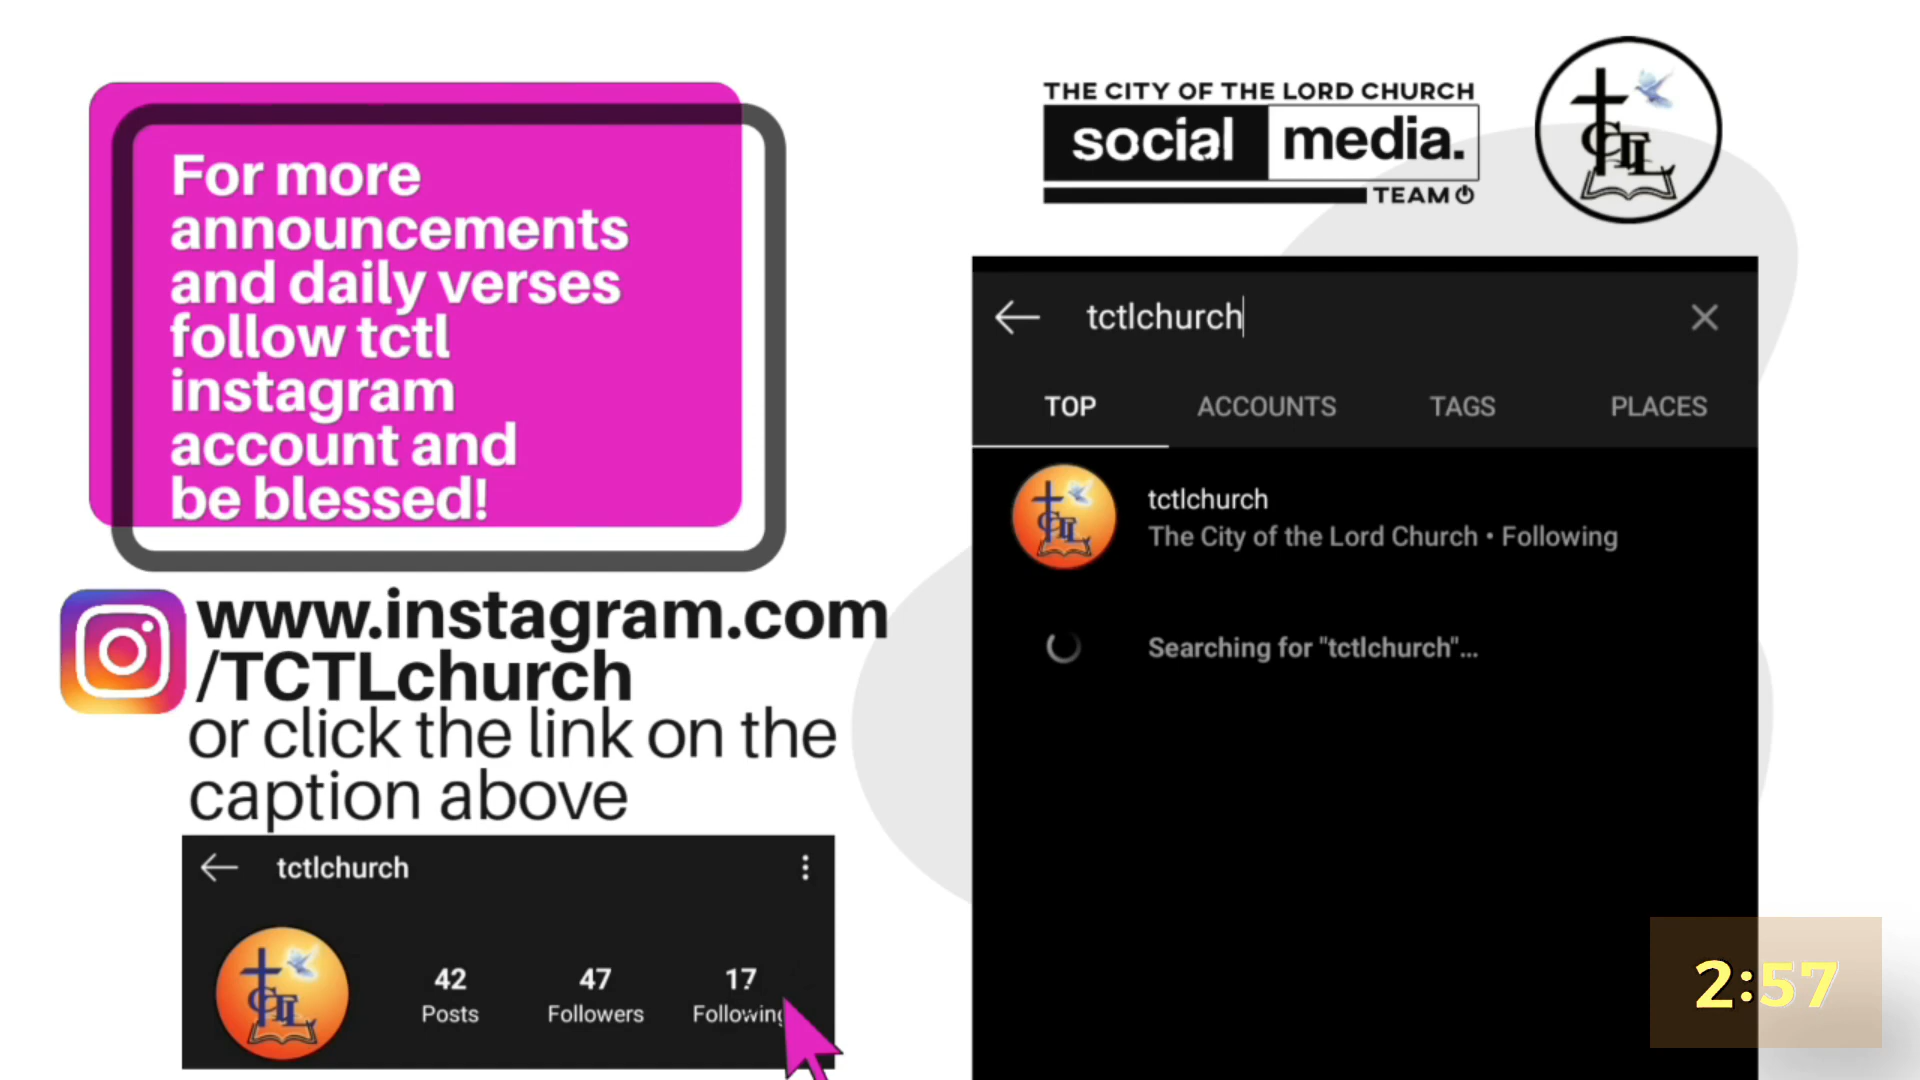 For more
announcements
and daily verses
follow tctl
instagram
account and
be blessed!
www.instagram.com
/TCTLchurch
or click the link on the
caption above
tctlchurch
42
47
17
Posts
Followers
Following
THE CITY OF THE LORD CHURCH
social media.
TEAM
CTL
tctlchurch
TOP
ACCOUNTS
TAGS
PLACES
tctlchurch
The City of the Lord Church • Following
Searching for "tctlchurch"...
2:57